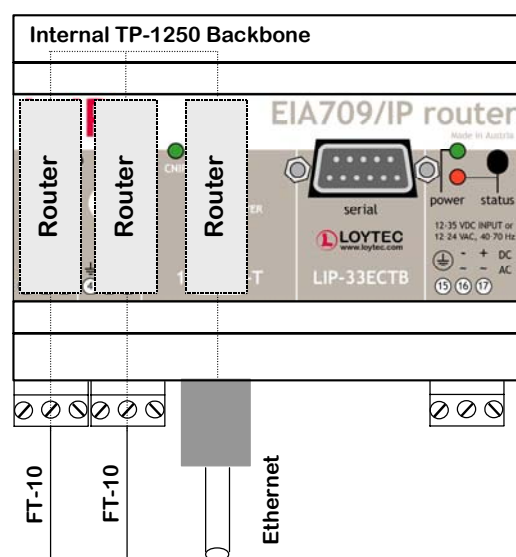 Internal TP-1250 Backbone
EIA709/IP router
Made in Austria
Router
Router
Router
serial
power
status
12-35 VDC INPUT or
12-24 VAC, 40-70 Hz
LOYTEC
www.loytec.com
- + DC
~ ~ AC
LIP-33ECTB
15 16 17
FT-10
FT-10
Ethernet